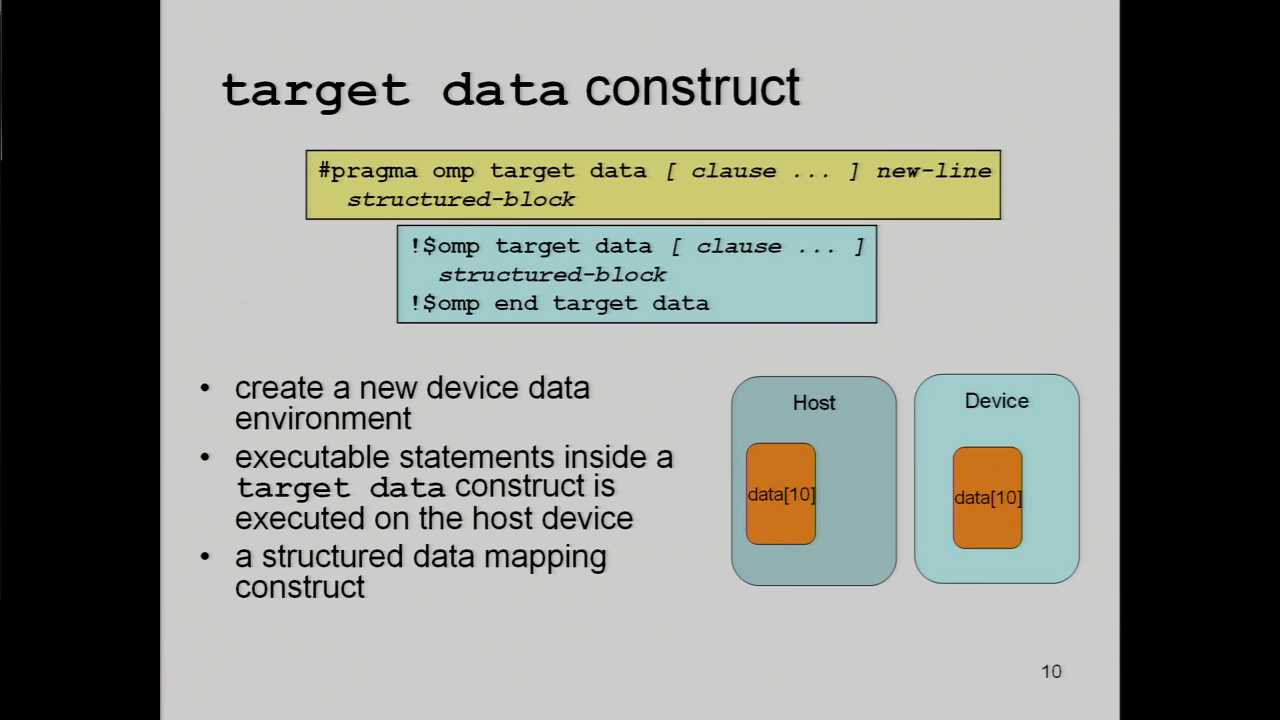 target data construct
#pragma omp target data [ clause ... ] new-line
structured-block
!$omp target data [ clause ... ]
structured-block
!$omp end target data
• create a new device data
environment
• executable statements inside a
target data construct is
executed on the host device
• a structured data mapping
construct
Host
Device
data[10]
data[10]
10